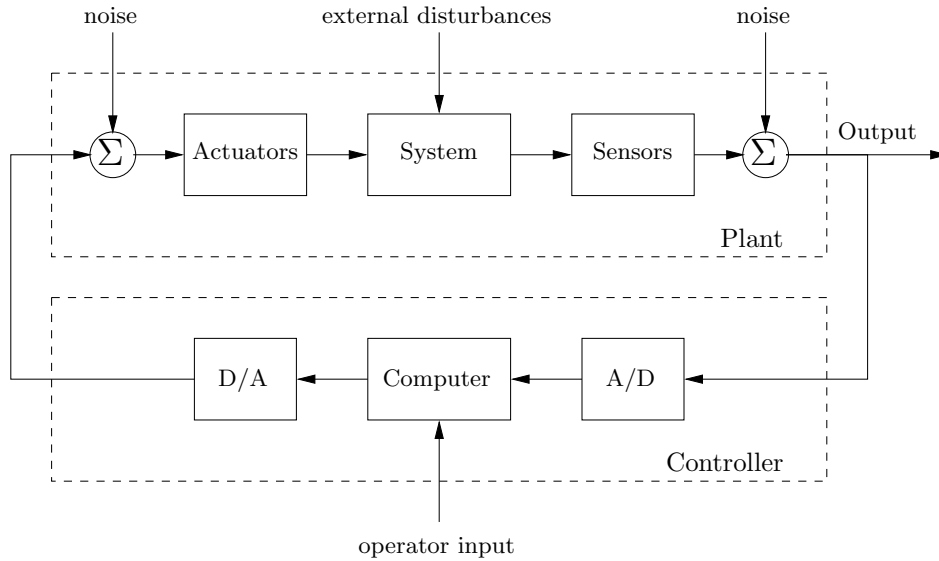 noise
external disturbances
noise
Output
Σ
Actuators
System
Sensors
Σ
Plant
D/A
Computer
A/D
Controller
operator input